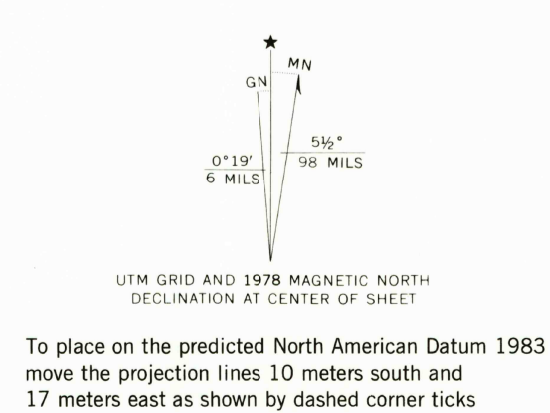 MN
GN
5½°
98 MILS
0°19′
6 MILS
UTM GRID AND 1978 MAGNETIC NORTH
DECLINATION AT CENTER OF SHEET
To place on the predicted North American Datum 1983
move the projection lines 10 meters south and
17 meters east as shown by dashed corner ticks